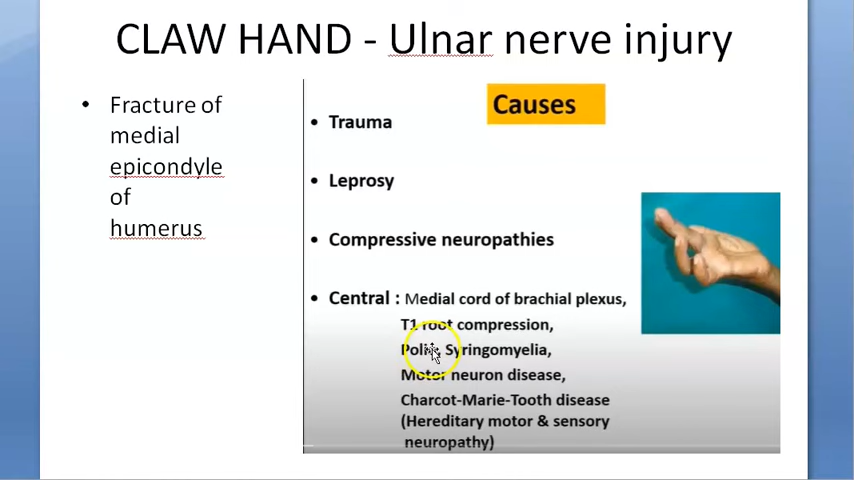 CLAW HAND - Ulnar nerve injury
• Fracture of
medial
epicondyle
of
humerus
Causes
• Trauma
• Leprosy
• Compressive neuropathies
• Central : Medial cord of brachial plexus,
T1 root compression,
Polio, Syringomyelia,
Motor neuron disease,
Charcot-Marie-Tooth disease
(Hereditary motor & sensory
neuropathy)